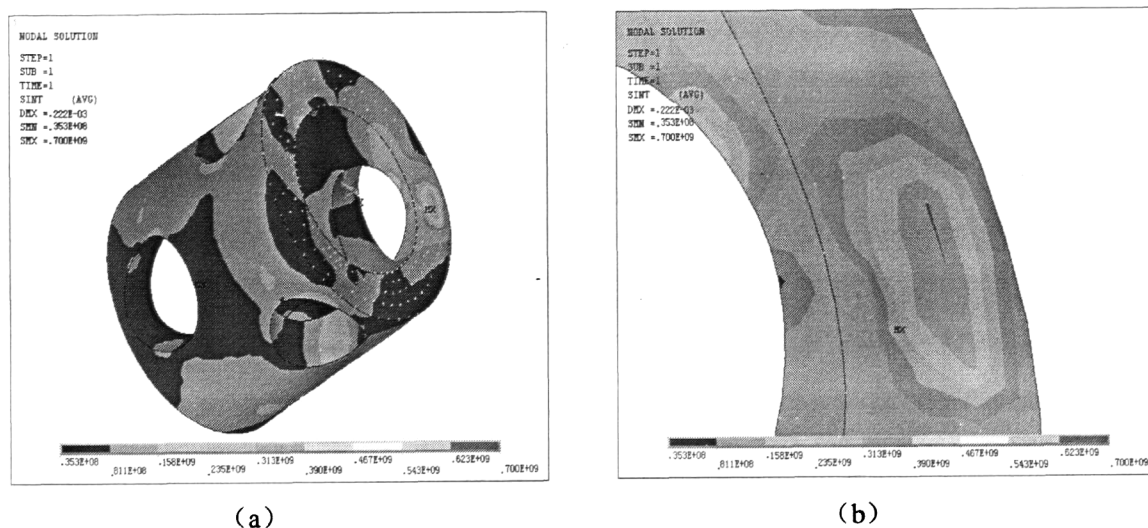 NODAL SOLUTION
STEP=1
SUB =1
TIME=1
SINT (AVG)
DMX =.222E-03
SMN =.353E+08
SMX =.700E+09
MX
.353E+08 .158E+09 .313E+09 .467E+09 .623E+09
.811E+08 .235E+09 .390E+09 .543E+09 .700E+09
(a)
NODAL SOLUTION
STEP=1
SUB =1
TIME=1
SINT (AVG)
DMX =.222E-03
SMN =.353E+08
SMX =.700E+09
MX
.353E+08 .158E+09 .313E+09 .467E+09 .623E+09
.811E+08 .235E+09 .390E+09 .543E+09 .700E+09
(b)